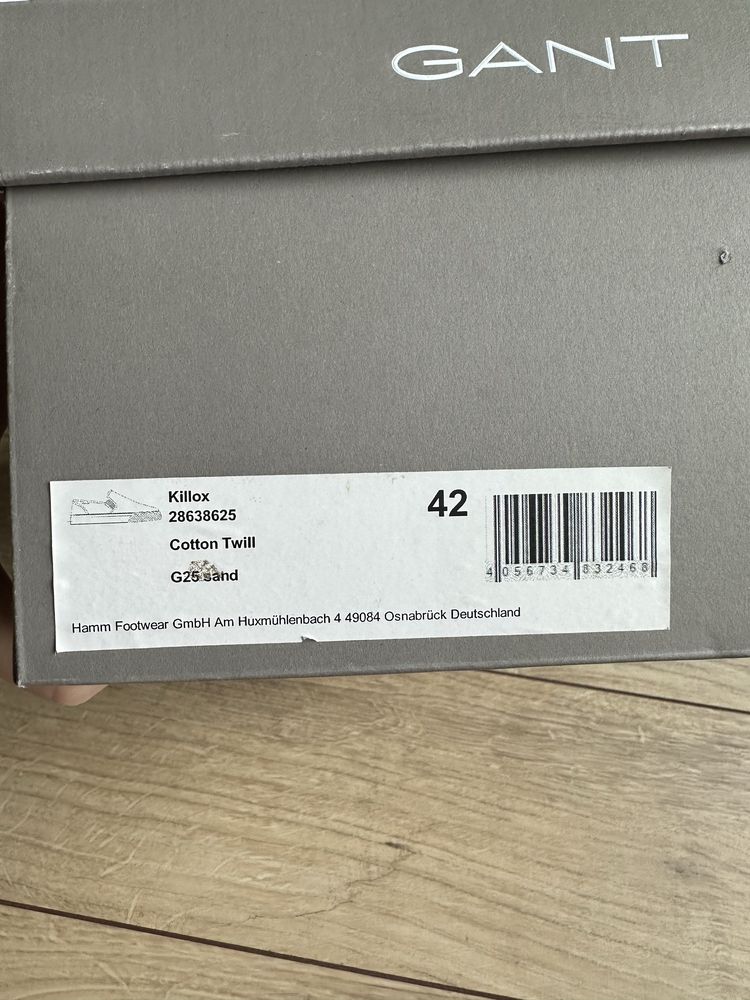 GANT
Killox
28638625
42
Cotton Twill
G25 sand
4 056734 832468
Hamm Footwear GmbH Am Huxmühlenbach 4 49084 Osnabrück Deutschland